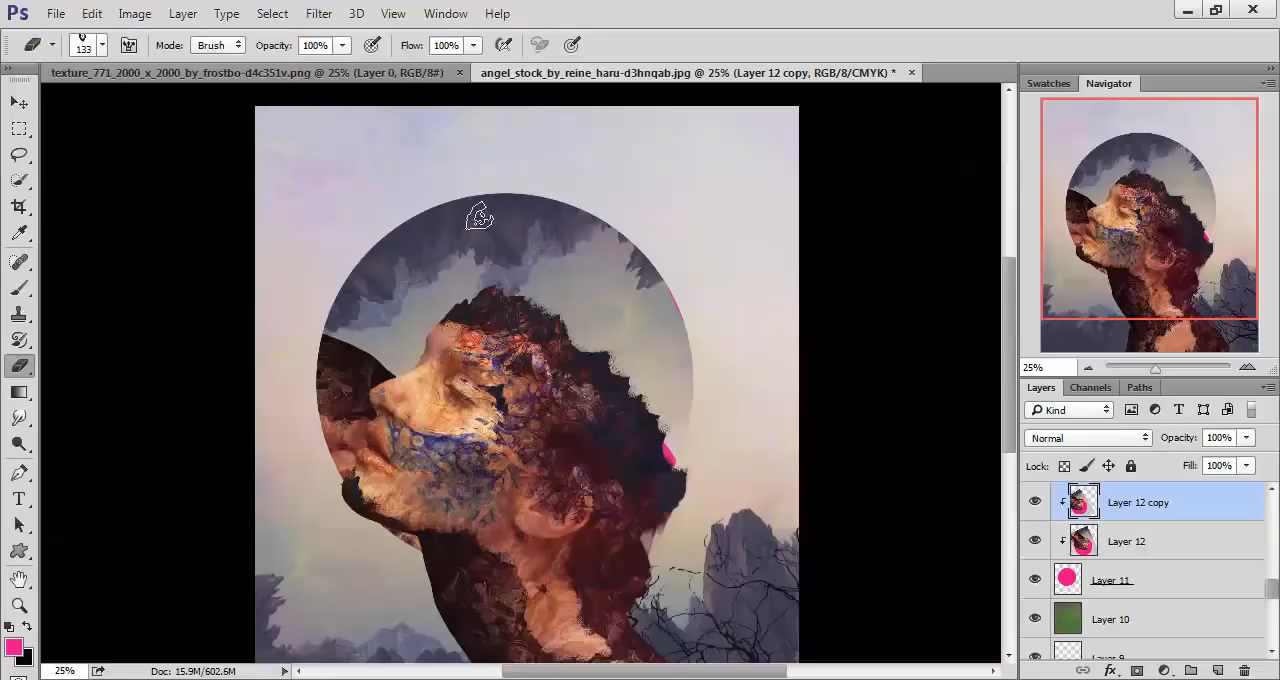 Ps File Edit Image Layer Type Select Filter 3D View Window Help
133 Mode: Brush Opacity: 100% Flow: 100%
texture_771_2000_x_2000_by_frostbo-d4c351v.png @ 25% (Layer 0, RGB/8#) × angel_stock_by_reine_haru-d3hnqab.jpg @ 25% (Layer 12 copy, RGB/8/CMYK) * ×
Swatches Navigator
25%
Layers Channels Paths
Kind
Normal Opacity: 100%
Lock: Fill: 100%
Layer 12 copy
Layer 12
Layer 11
Layer 10
Layer 9
25% Doc: 15.9M/602.6M